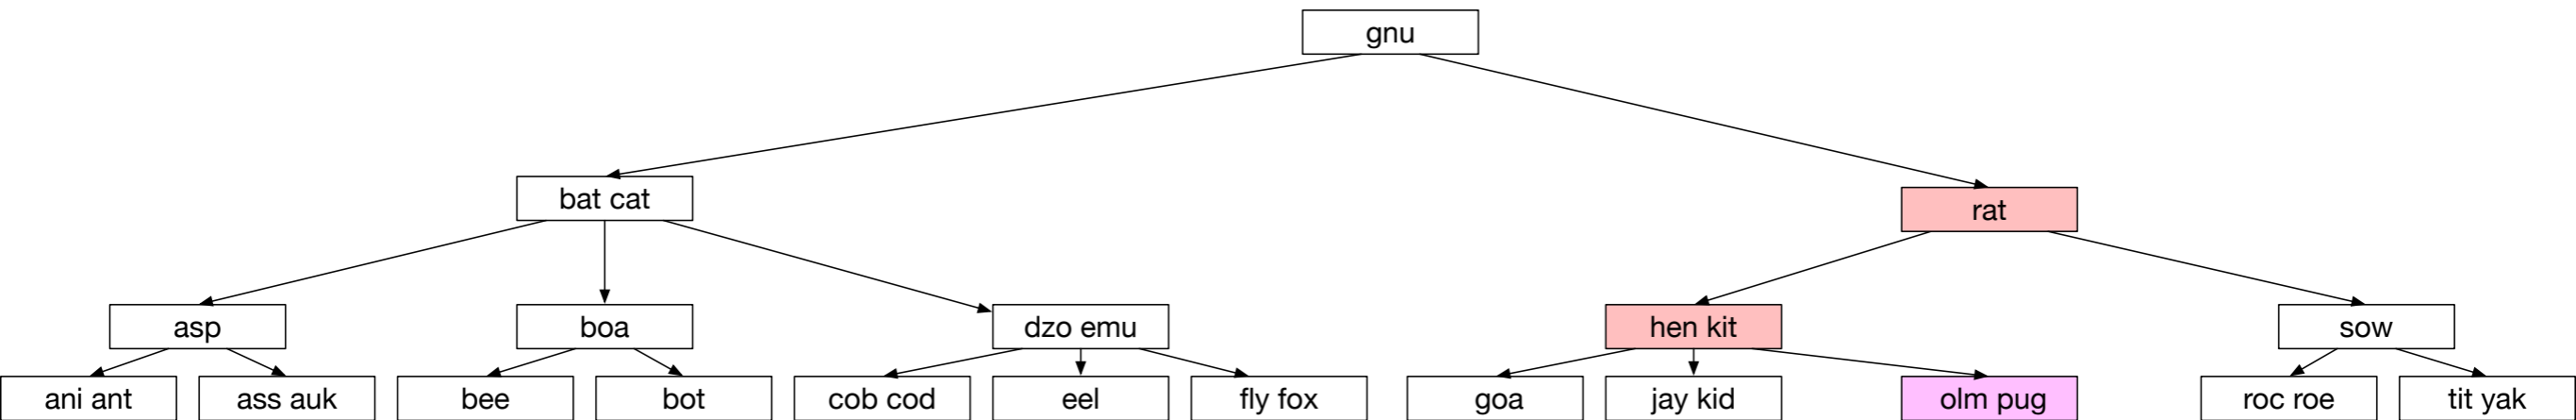 gnu
bat cat
rat
asp
boa
dzo emu
hen kit
sow
ani ant
ass auk
bee
bot
cob cod
eel
fly fox
goa
jay kid
olm pug
roc roe
tit yak